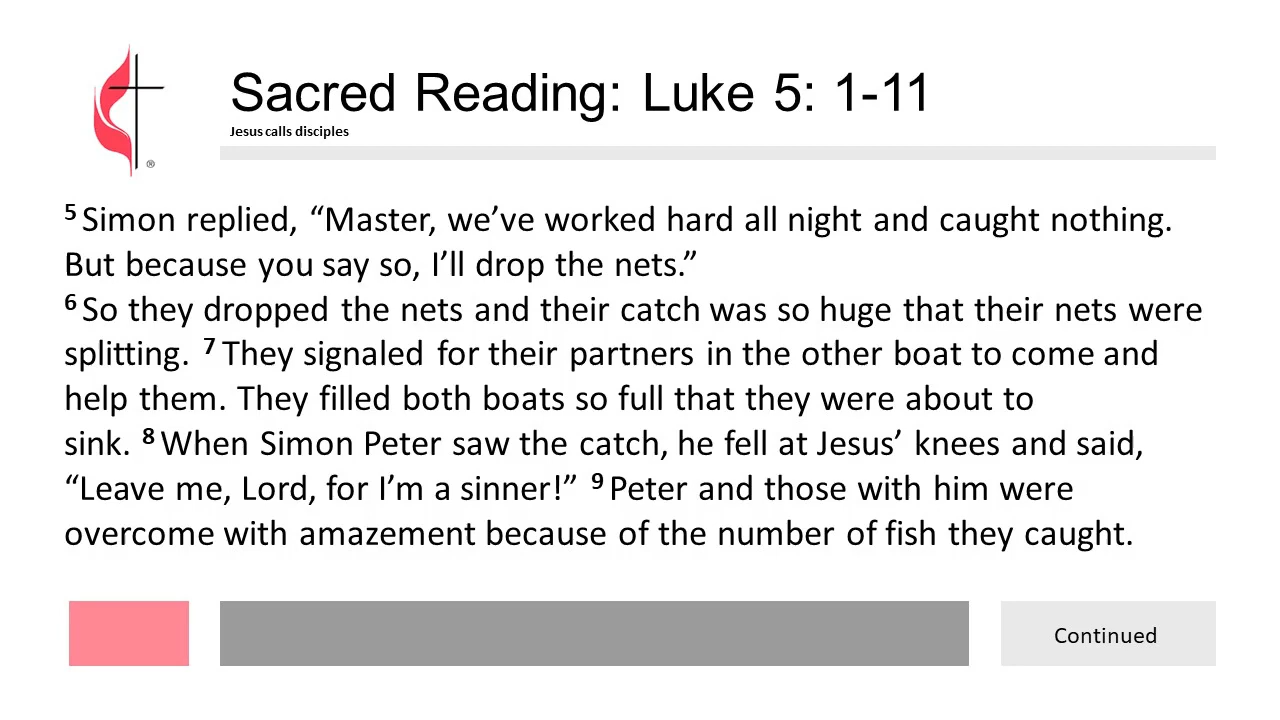 Sacred Reading: Luke 5: 1-11
Jesus calls disciples
®
5 Simon replied, “Master, we’ve worked hard all night and caught nothing.
But because you say so, I’ll drop the nets.”
6 So they dropped the nets and their catch was so huge that their nets were
splitting. 7 They signaled for their partners in the other boat to come and
help them. They filled both boats so full that they were about to
sink. 8 When Simon Peter saw the catch, he fell at Jesus’ knees and said,
“Leave me, Lord, for I’m a sinner!” 9 Peter and those with him were
overcome with amazement because of the number of fish they caught.
Continued